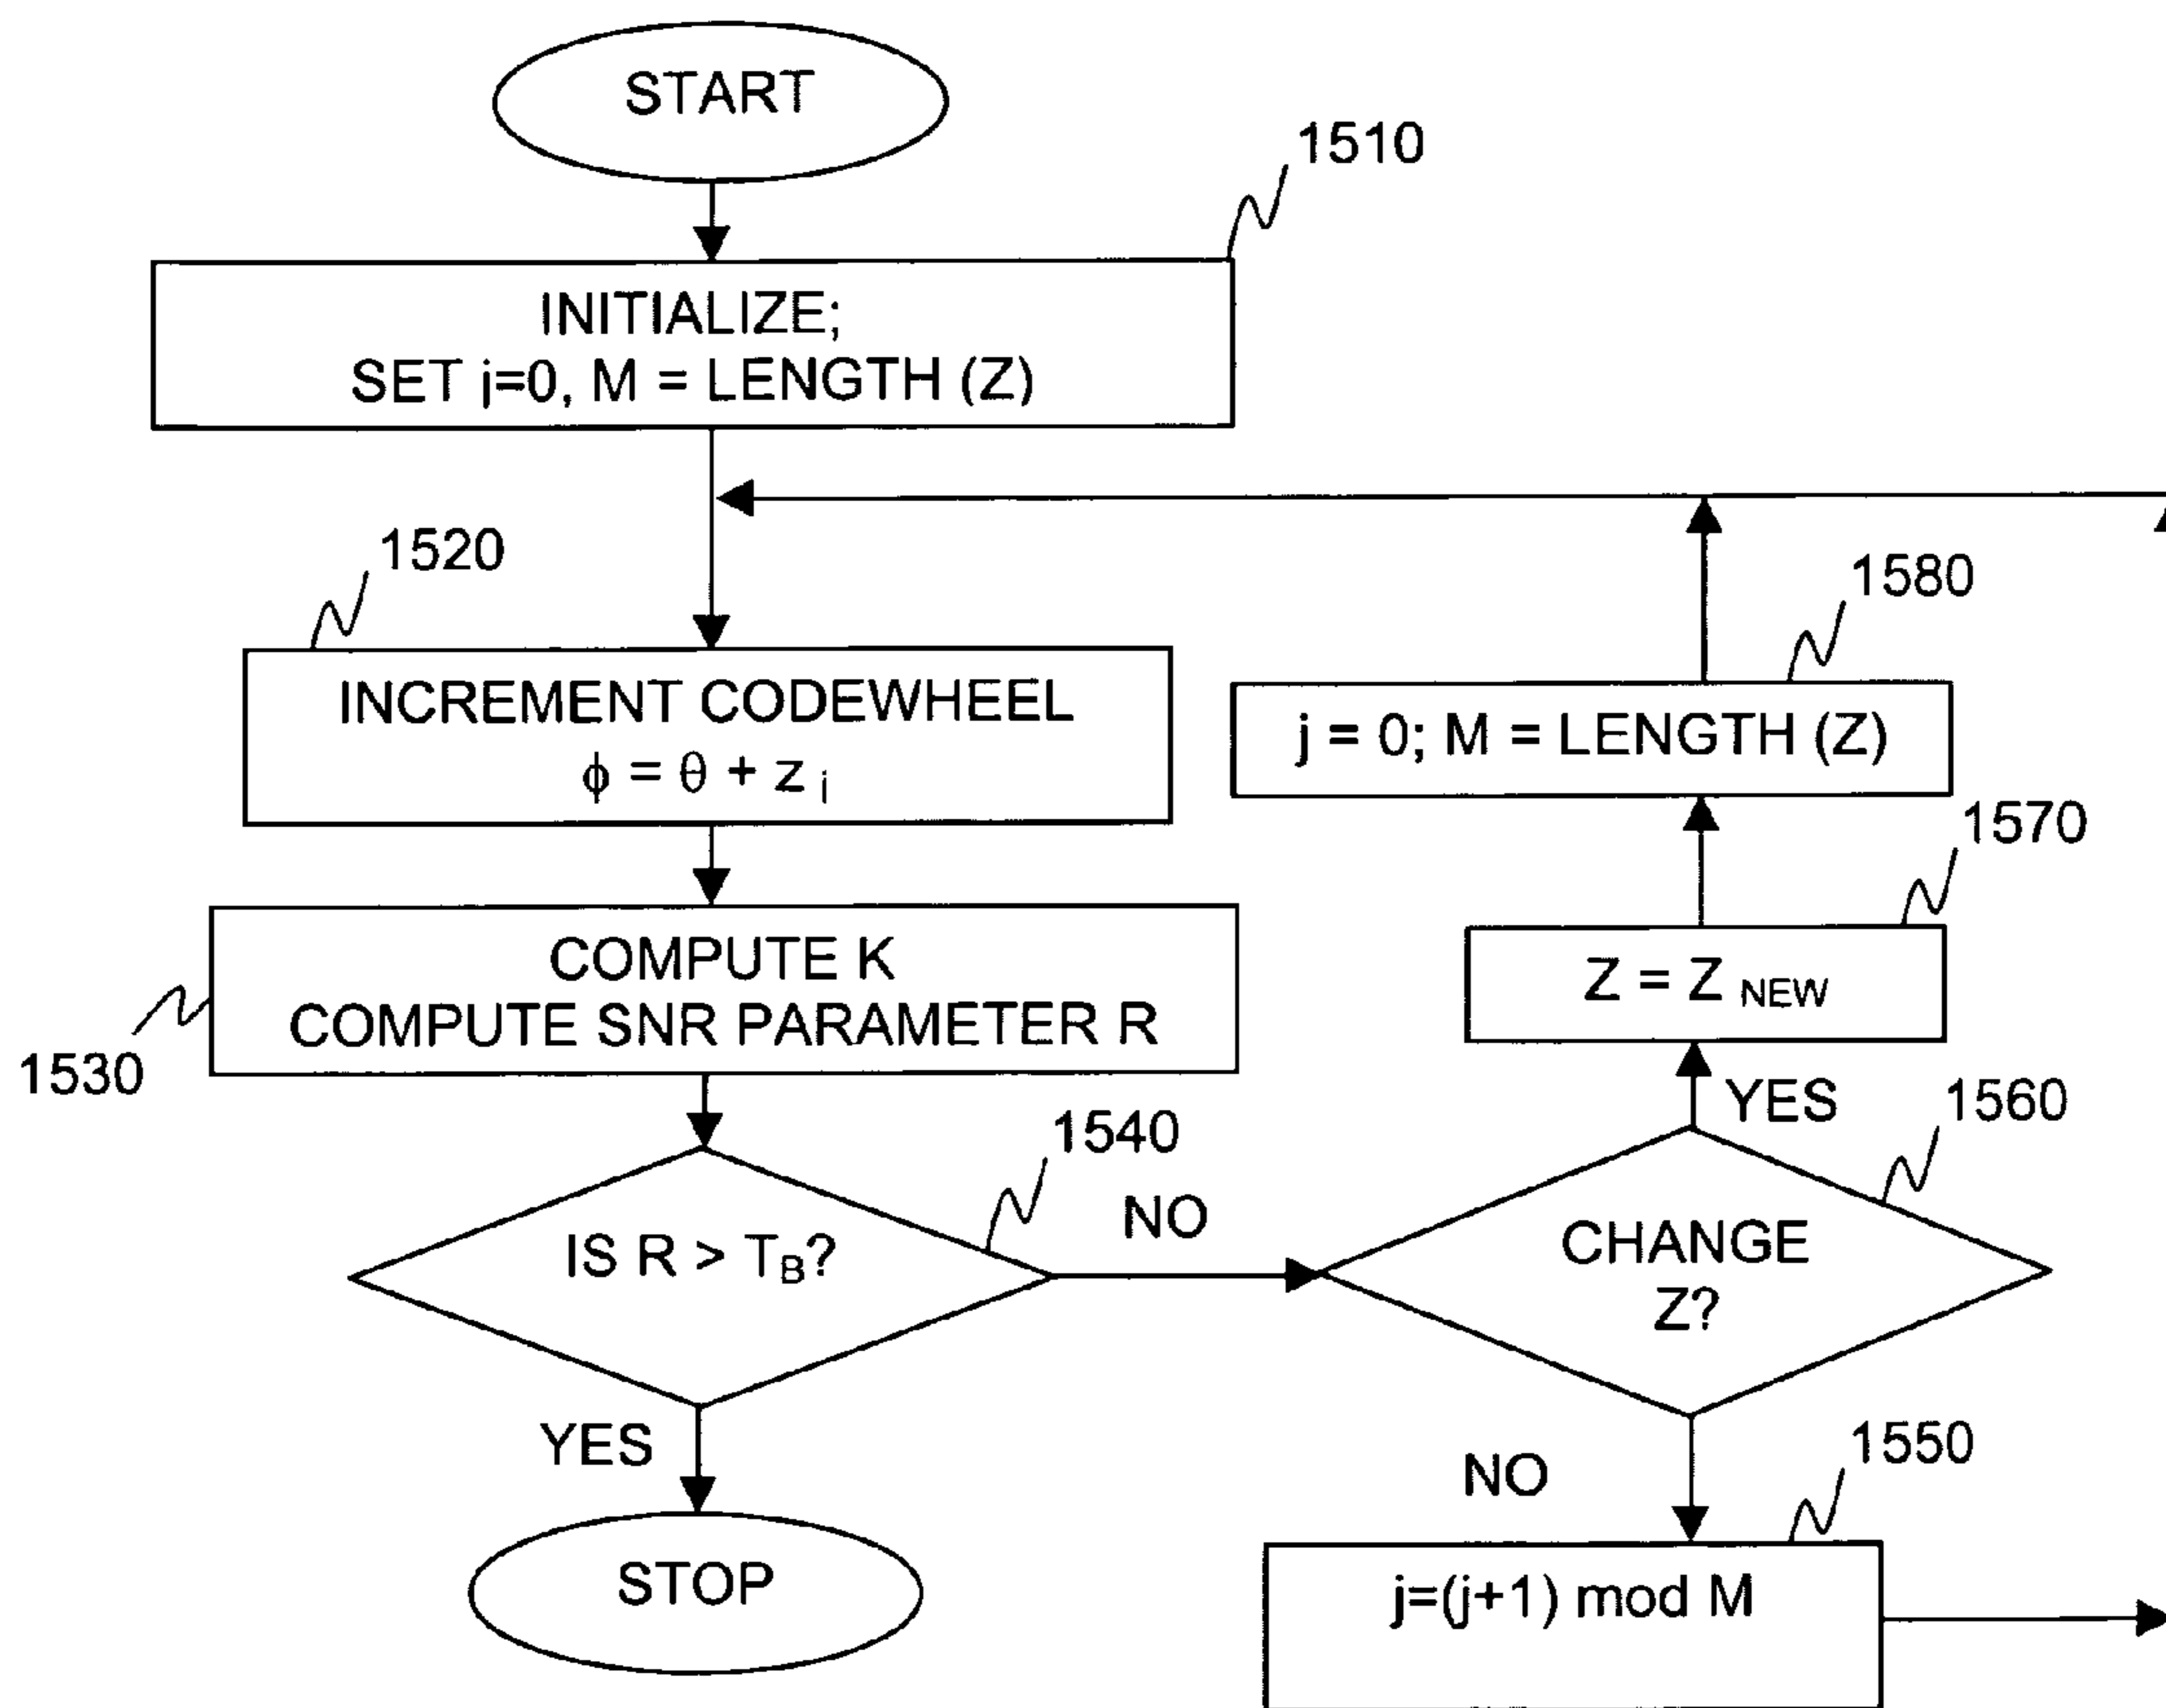 START
1510
INITIALIZE;
SET j=0, M = LENGTH (Z)
1520
INCREMENT CODEWHEEL
ϕ = θ + z i
1580
j = 0; M = LENGTH (Z)
1570
Z = Z NEW
1530
COMPUTE K
COMPUTE SNR PARAMETER R
YES
1560
1540
NO
IS R > TB?
CHANGE
Z?
YES
NO
1550
STOP
j=(j+1) mod M